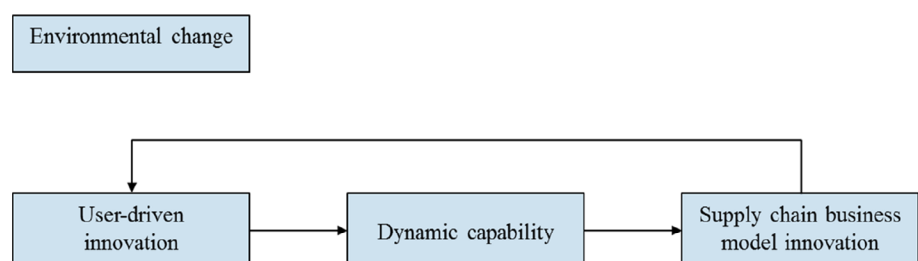 Environmental change
User-driven
innovation
Dynamic capability
Supply chain business
model innovation